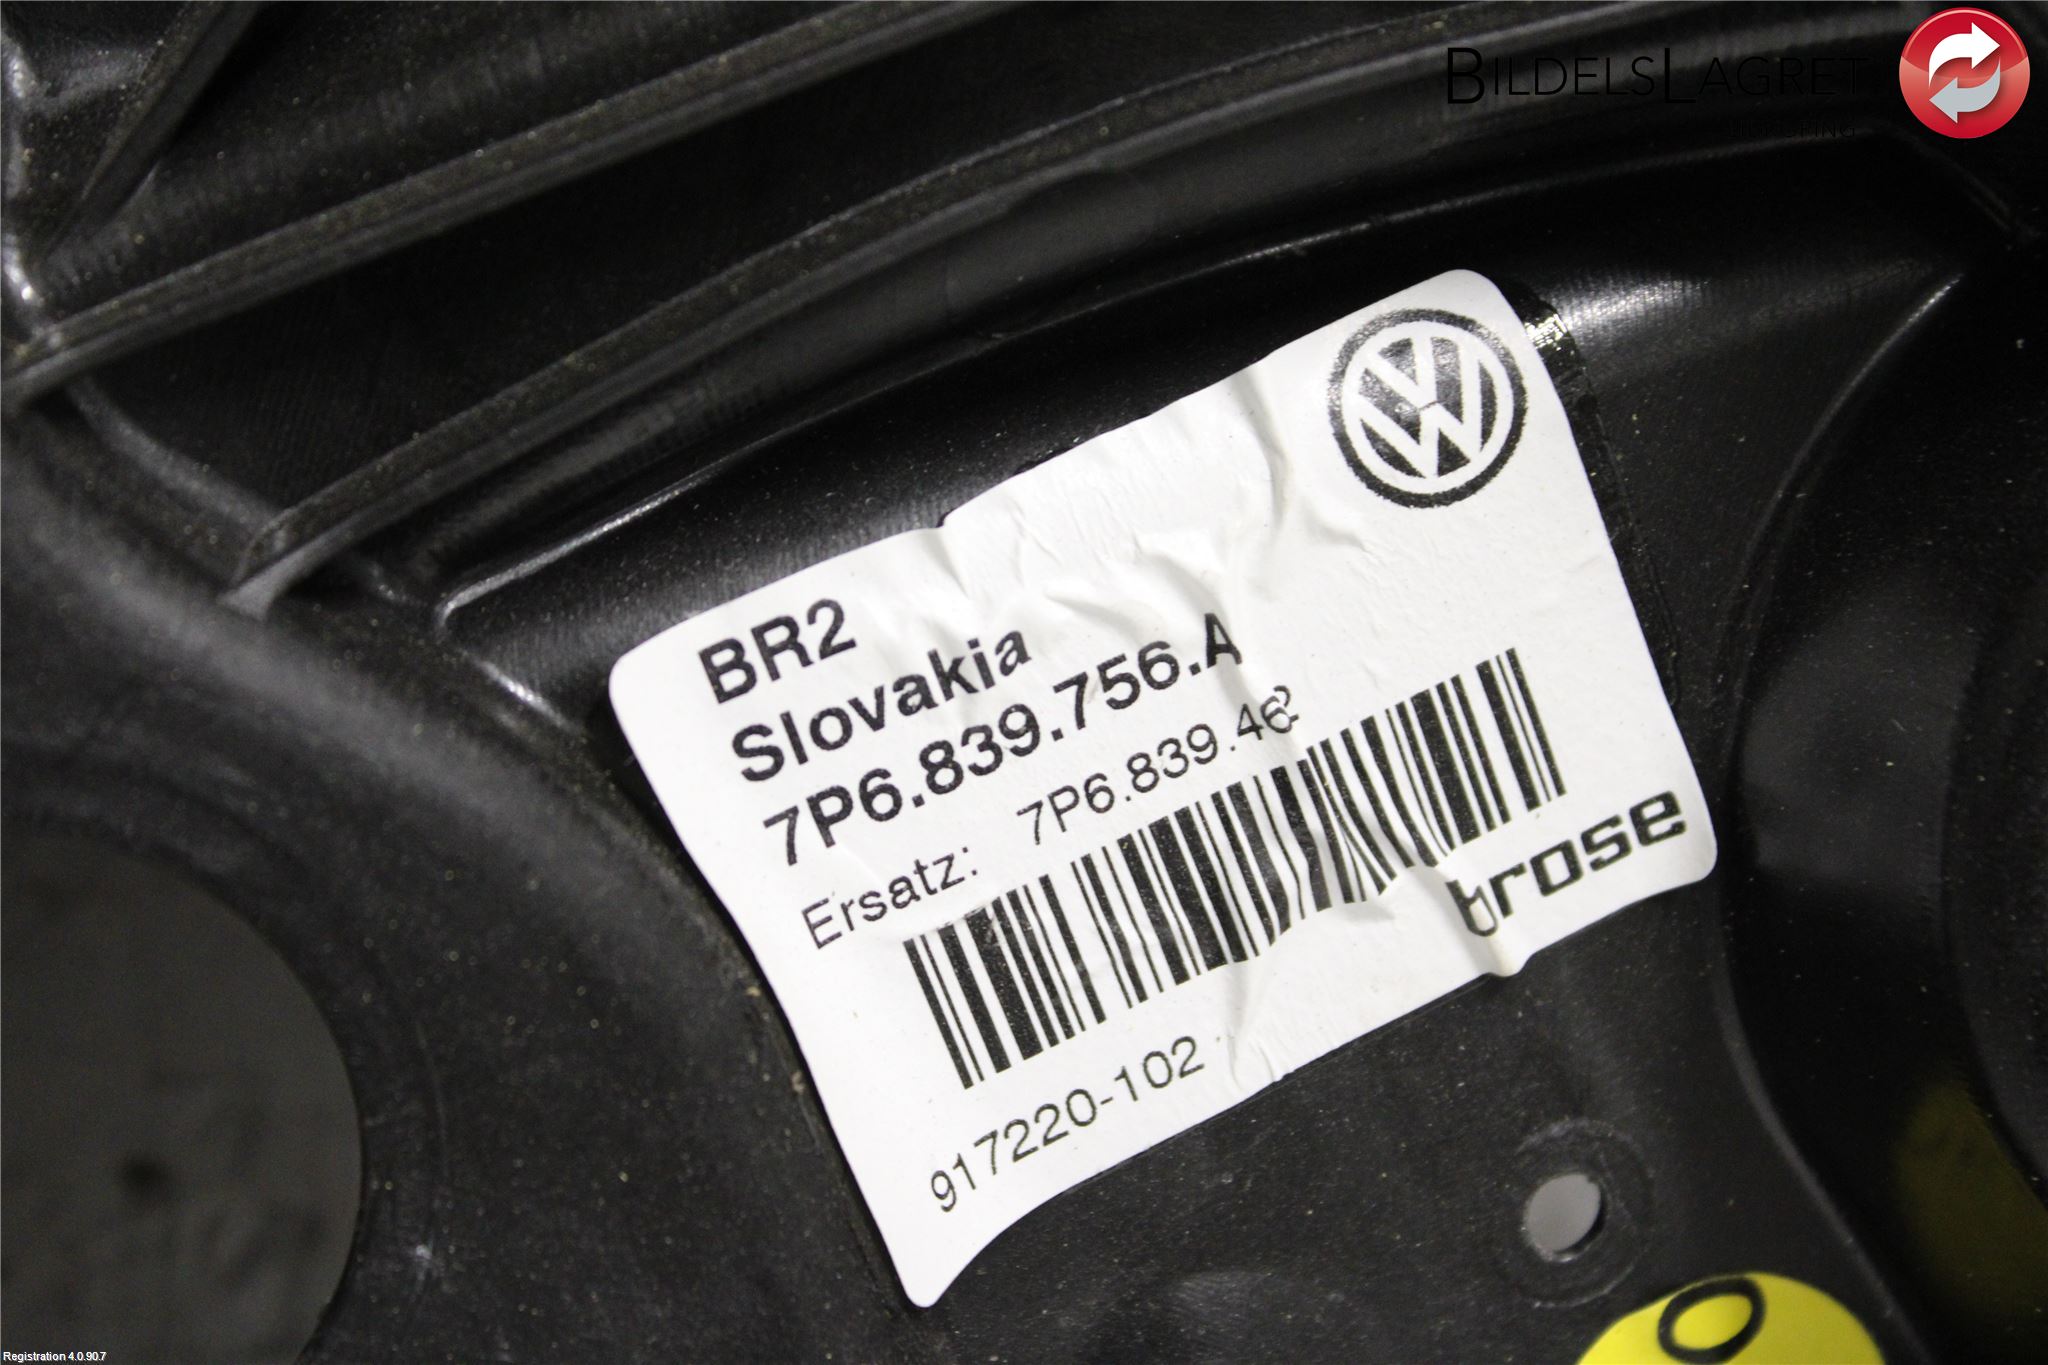 BILDELSLAGRET
BR2
Slovakia
7P6.839.756.A
Ersatz: 7P6.839.462
brose
917220-102
O
Registration 4.0.90.7